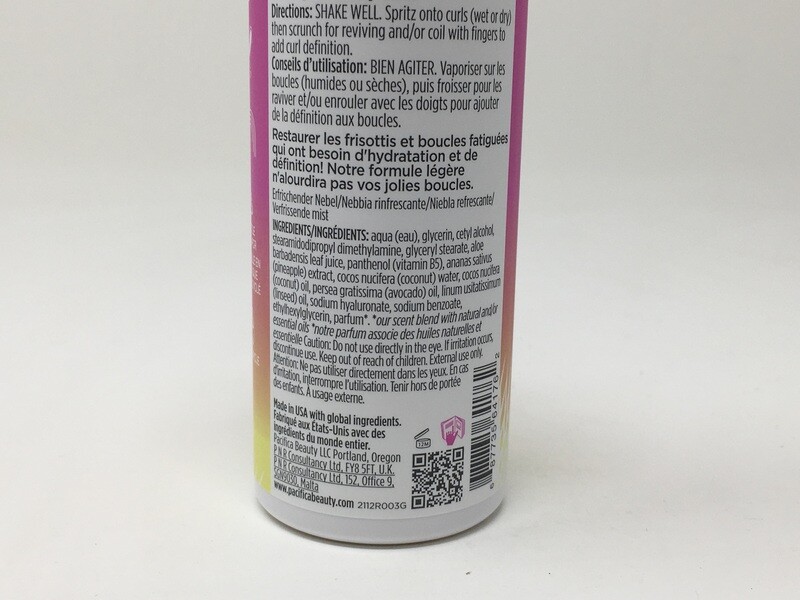 Directions: SHAKE WELL. Spritz onto curls (wet or dry)
then scrunch for reviving and/or coil with fingers to
add curl definition.
Conseils d'utilisation: BIEN AGITER. Vaporiser sur les
boucles (humides ou sèches), puis froisser pour les
raviver et/ou enrouler avec les doigts pour ajouter
de la définition aux boucles.
Restaurer les frisottis et boucles fatiguées
qui ont besoin d'hydratation et de
définition! Notre formule légère
n'alourdira pas vos jolies boucles.
Erfrischender Nebel/Nebbia rinfrescante/Niebla refrescante/
Verfrissende mist
INGREDIENTS/INGRÉDIENTS: aqua (eau), glycerin, cetyl alcohol,
stearamidopropyl dimethylamine, glyceryl stearate, aloe
barbadensis leaf juice, panthenol (vitamin B5), ananas sativus
(pineapple) extract, cocos nucifera (coconut) water, cocos nucifera
(coconut) oil, persea gratissima (avocado) oil, linum usitatissimum
(linseed) oil, sodium hyaluronate, sodium benzoate,
ethylhexylglycerin, parfum*. *our scent blend with natural and/or
essential oils *notre parfum associe des huiles naturelles et
essentielle Caution: Do not use directly in the eye. If irritation occurs,
discontinue use. Keep out of reach of children. External use only.
Attention: Ne pas utiliser directement dans les yeux. En cas
d'irritation, interrompre l'utilisation. Tenir hors de portée
des enfants. À usage externe.
Made in USA with global ingredients.
Fabriqué aux États-Unis avec des
ingrédients du monde entier.
Pacifica Beauty LLC Portland, Oregon
P.N.R Consultancy Ltd, FY8 5FT, U.K.
P.N.R Consultancy Ltd, 152, Office 9,
SGN9030, Malta
www.pacificabeauty.com 2112R003G
12M
6 87735 64176 2